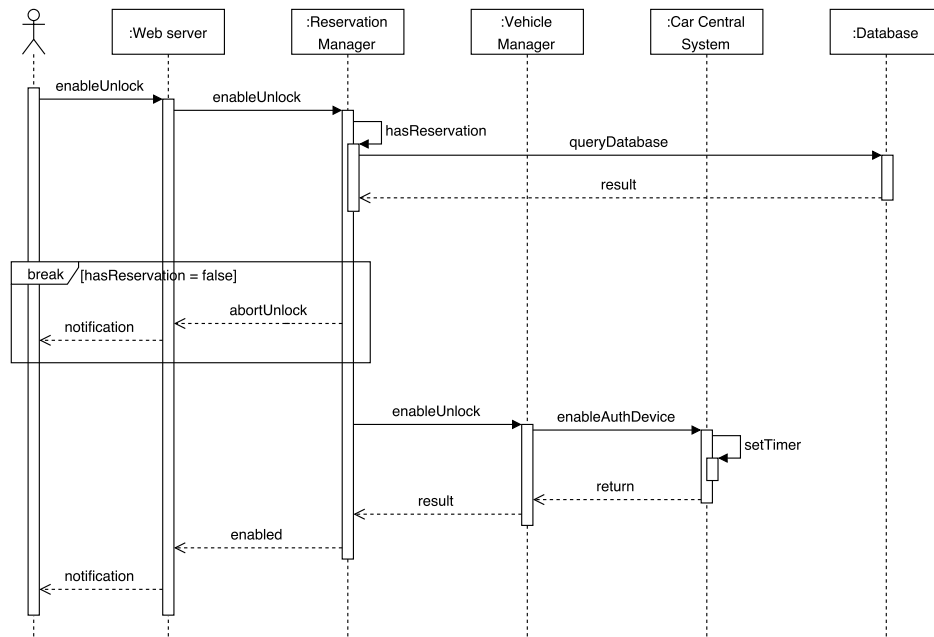 :Web server
:Reservation
Manager
:Vehicle
Manager
:Car Central
System
:Database
enableUnlock
enableUnlock
hasReservation
queryDatabase
result
break
[hasReservation = false]
abortUnlock
notification
enableUnlock
enableAuthDevice
setTimer
return
result
enabled
notification